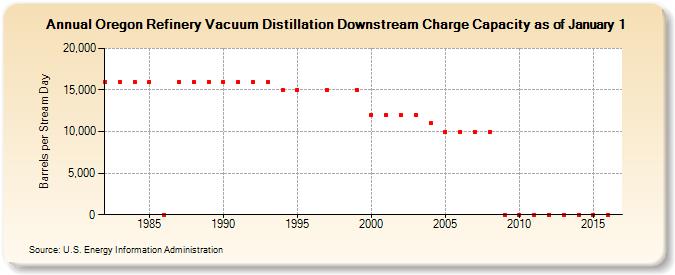 Annual Oregon Refinery Vacuum Distillation Downstream Charge Capacity as of January 1
Barrels per Stream Day
20,000
15,000
10,000
5,000
0
1985 1990 1995 2000 2005 2010 2015
Source: U.S. Energy Information Administration